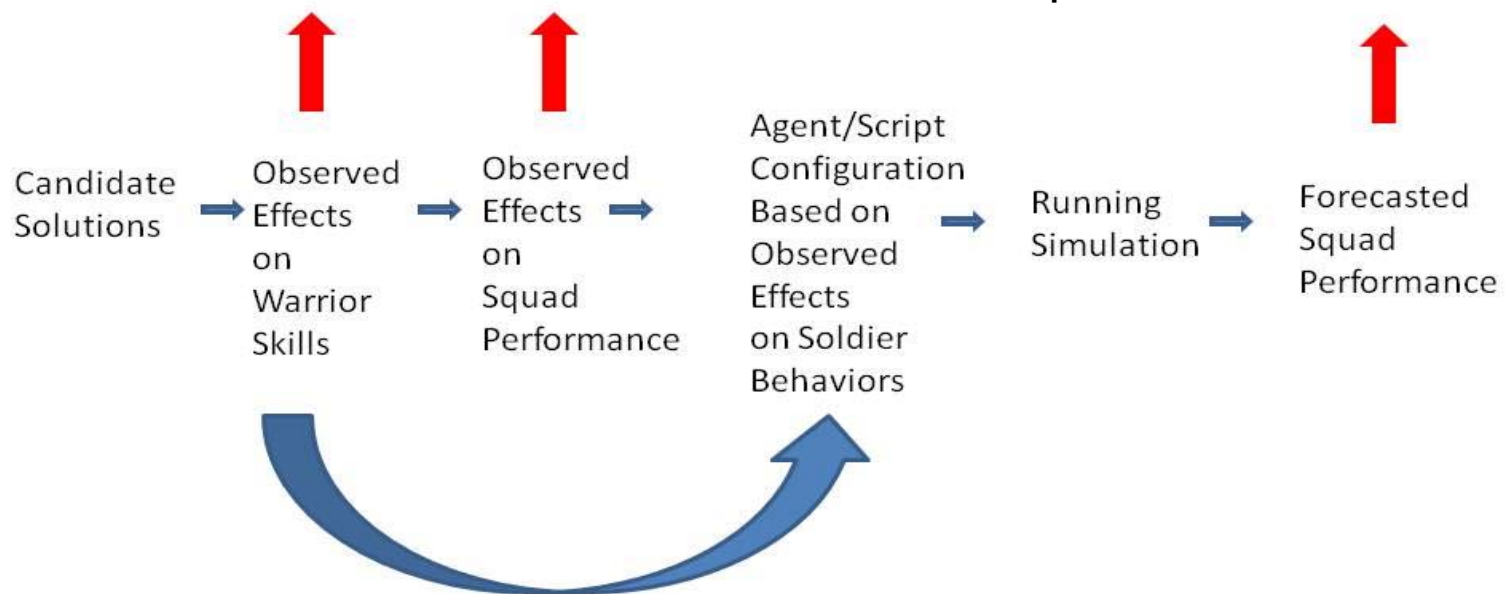 Candidate
Solutions
Observed
Effects
on
Warrior
Skills
Observed
Effects
on
Squad
Performance
Agent/Script
Configuration
Based on
Observed
Effects
on Soldier
Behaviors
Running
Simulation
Forecasted
Squad
Performance